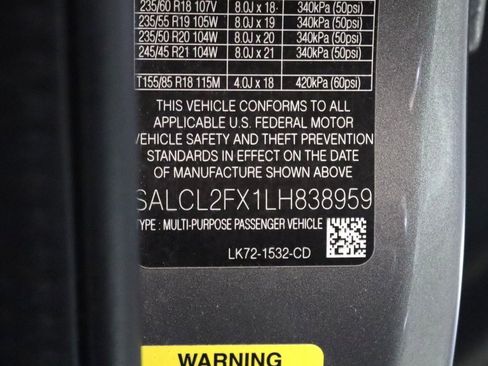 235/60 R18 107V 8.0J x 18 340kPa (50psi)
235/55 R19 105W 8.0J x 19 340kPa (50psi)
235/50 R20 104W 8.0J x 20 340kPa (50psi)
245/45 R21 104W 8.0J x 21 340kPa (50psi)
T155/85 R18 115M 4.0J x 18 420kPa (60psi)
THIS VEHICLE CONFORMS TO ALL
APPLICABLE U.S. FEDERAL MOTOR
VEHICLE SAFETY AND THEFT PREVENTION
STANDARDS IN EFFECT ON THE DATE
OF MANUFACTURE SHOWN ABOVE
SALCL2FX1LH838959
TYPE : MULTI-PURPOSE PASSENGER VEHICLE
LK72-1532-CD
WARNING